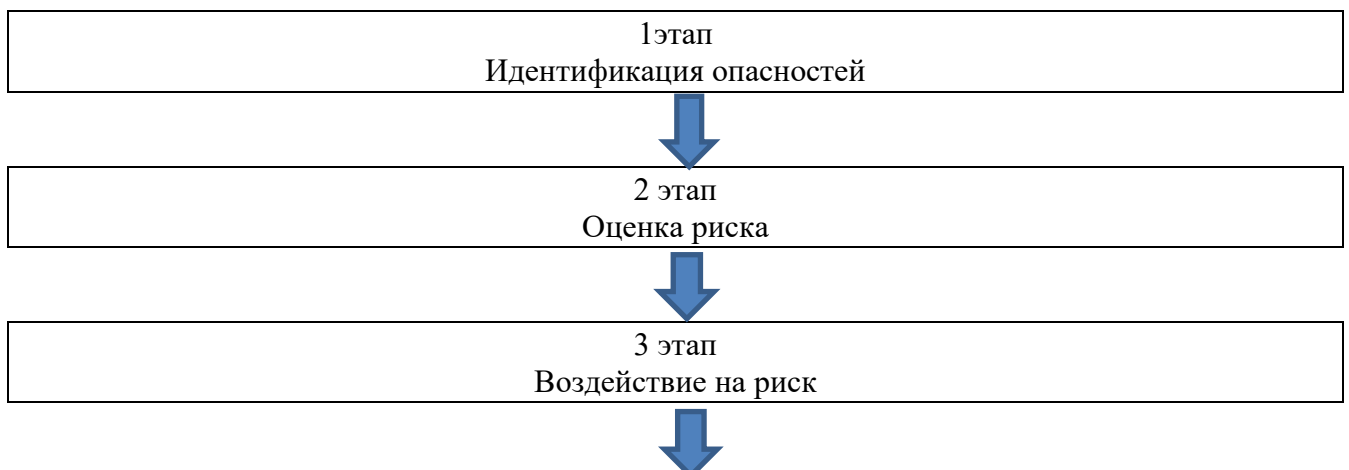 1этап
Идентификация опасностей
2 этап
Оценка риска
3 этап
Воздействие на риск